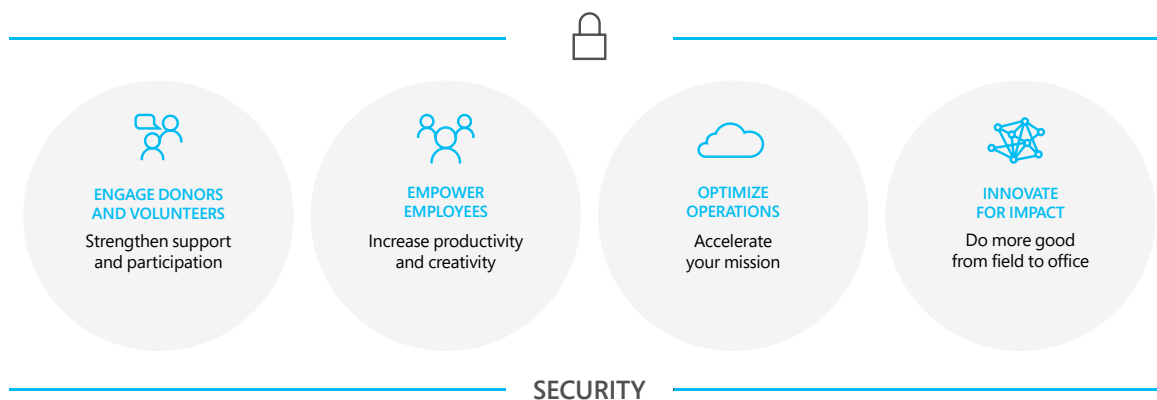 ENGAGE DONORS
AND VOLUNTEERS
Strengthen support
and participation
EMPOWER
EMPLOYEES
Increase productivity
and creativity
OPTIMIZE
OPERATIONS
Accelerate
your mission
INNOVATE
FOR IMPACT
Do more good
from field to office
SECURITY